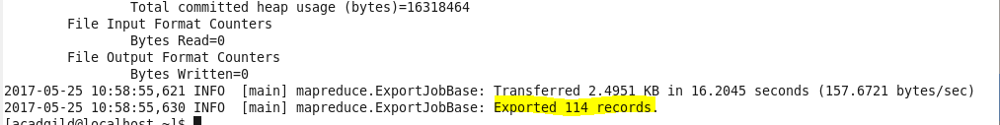 Total committed heap usage (bytes)=16318464
File Input Format Counters
Bytes Read=0
File Output Format Counters
Bytes Written=0
2017-05-25 10:58:55,621 INFO  [main] mapreduce.ExportJobBase: Transferred 2.4951 KB in 16.2045 seconds (157.6721 bytes/sec)
2017-05-25 10:58:55,630 INFO  [main] mapreduce.ExportJobBase: Exported 114 records.
[acadgild@localhost ~]$